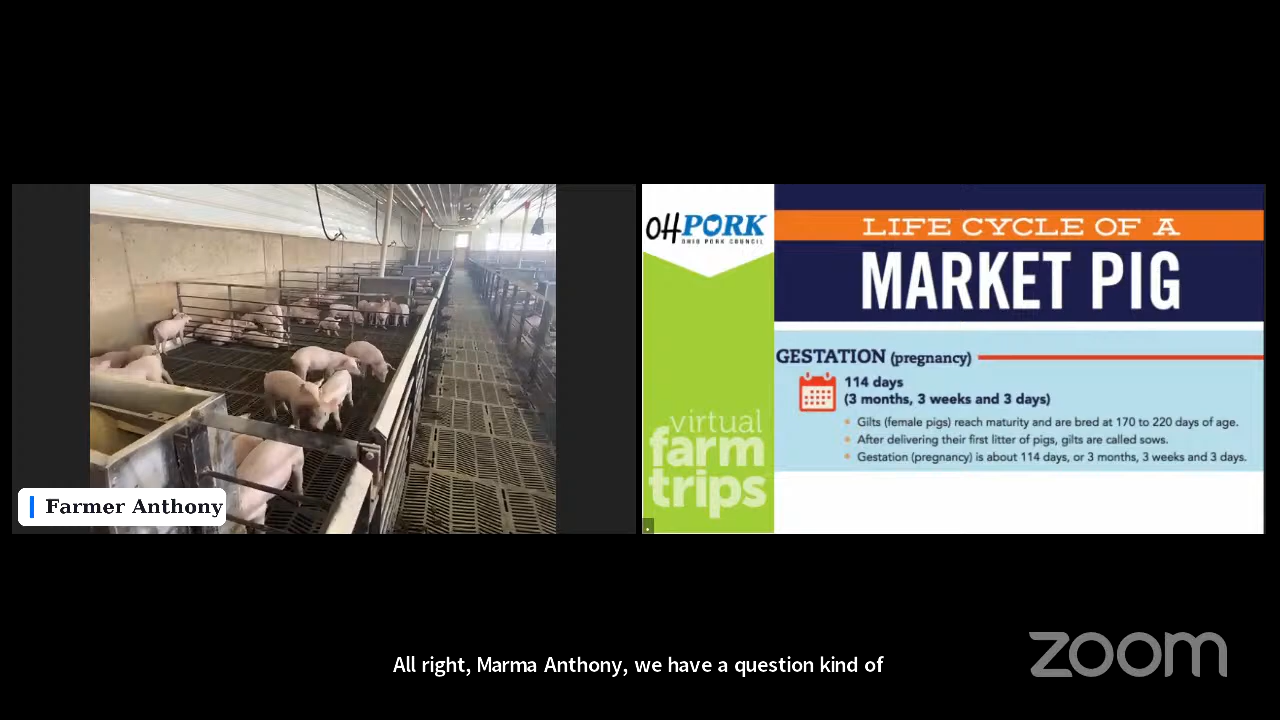 Farmer Anthony
OH PORK
OHIO PORK COUNCIL
virtual
farm
trips
LIFE CYCLE OF A
MARKET PIG
GESTATION (pregnancy)
114 days
(3 months, 3 weeks and 3 days)
Gilts (female pigs) reach maturity and are bred at 170 to 220 days of age.
After delivering their first litter of pigs, gilts are called sows.
Gestation (pregnancy) is about 114 days, or 3 months, 3 weeks and 3 days.
All right, Marma Anthony, we have a question kind of
zoom